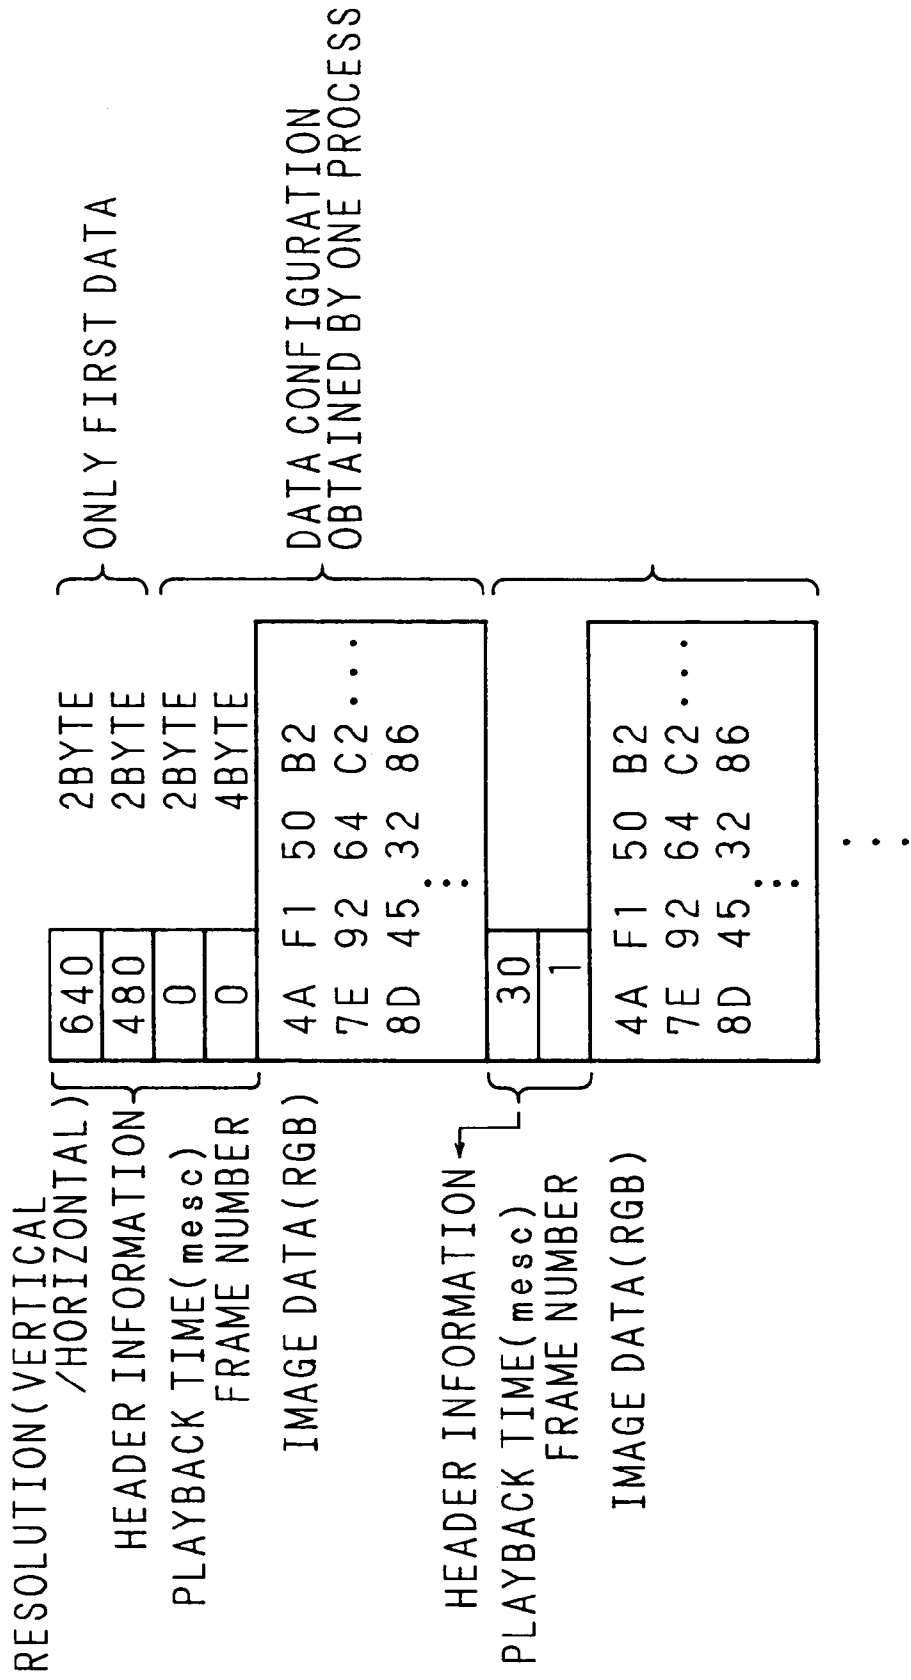 RESOLUTION(VERTICAL
/HORIZONTAL)
640 2BYTE
HEADER INFORMATION
480 2BYTE
ONLY FIRST DATA
PLAYBACK TIME(mesc)
0 2BYTE
FRAME NUMBER
0 4BYTE
IMAGE DATA(RGB)
4A F1 50 B2
7E 92 64 C2 ...
8D 45 32 86
⋮
DATA CONFIGURATION
OBTAINED BY ONE PROCESS
HEADER INFORMATION
PLAYBACK TIME(mesc)
30
FRAME NUMBER
1
IMAGE DATA(RGB)
4A F1 50 B2
7E 92 64 C2 ...
8D 45 32 86
⋮
⋮